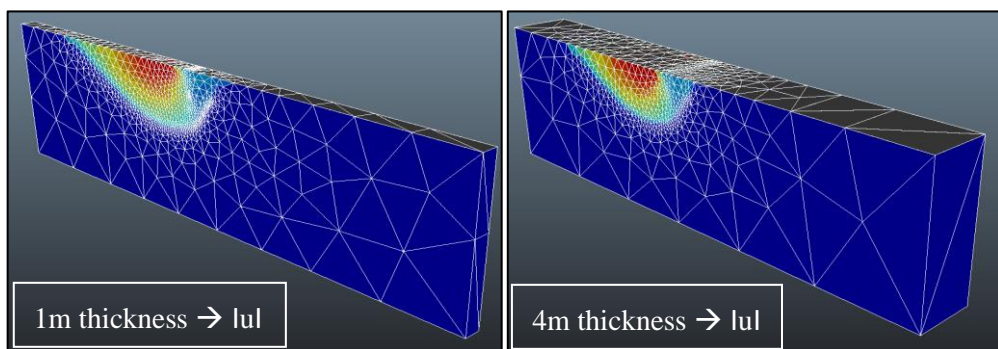 1m thickness → |u|
4m thickness → |u|